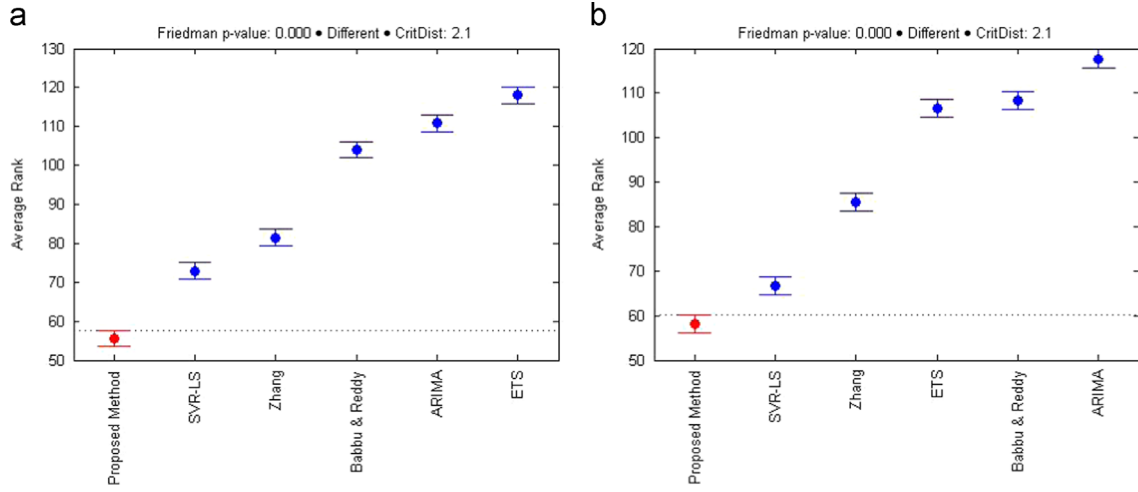 a
Friedman p-value: 0.000 ● Different ● CritDist: 2.1
Average Rank
130
120
110
100
90
80
70
60
50
Proposed Method
SVR-LS
Zhang
Babbu & Reddy
ARIMA
ETS
b
Friedman p-value: 0.000 ● Different ● CritDist: 2.1
Average Rank
120
110
100
90
80
70
60
50
Proposed Method
SVR-LS
Zhang
ETS
Babbu & Reddy
ARIMA